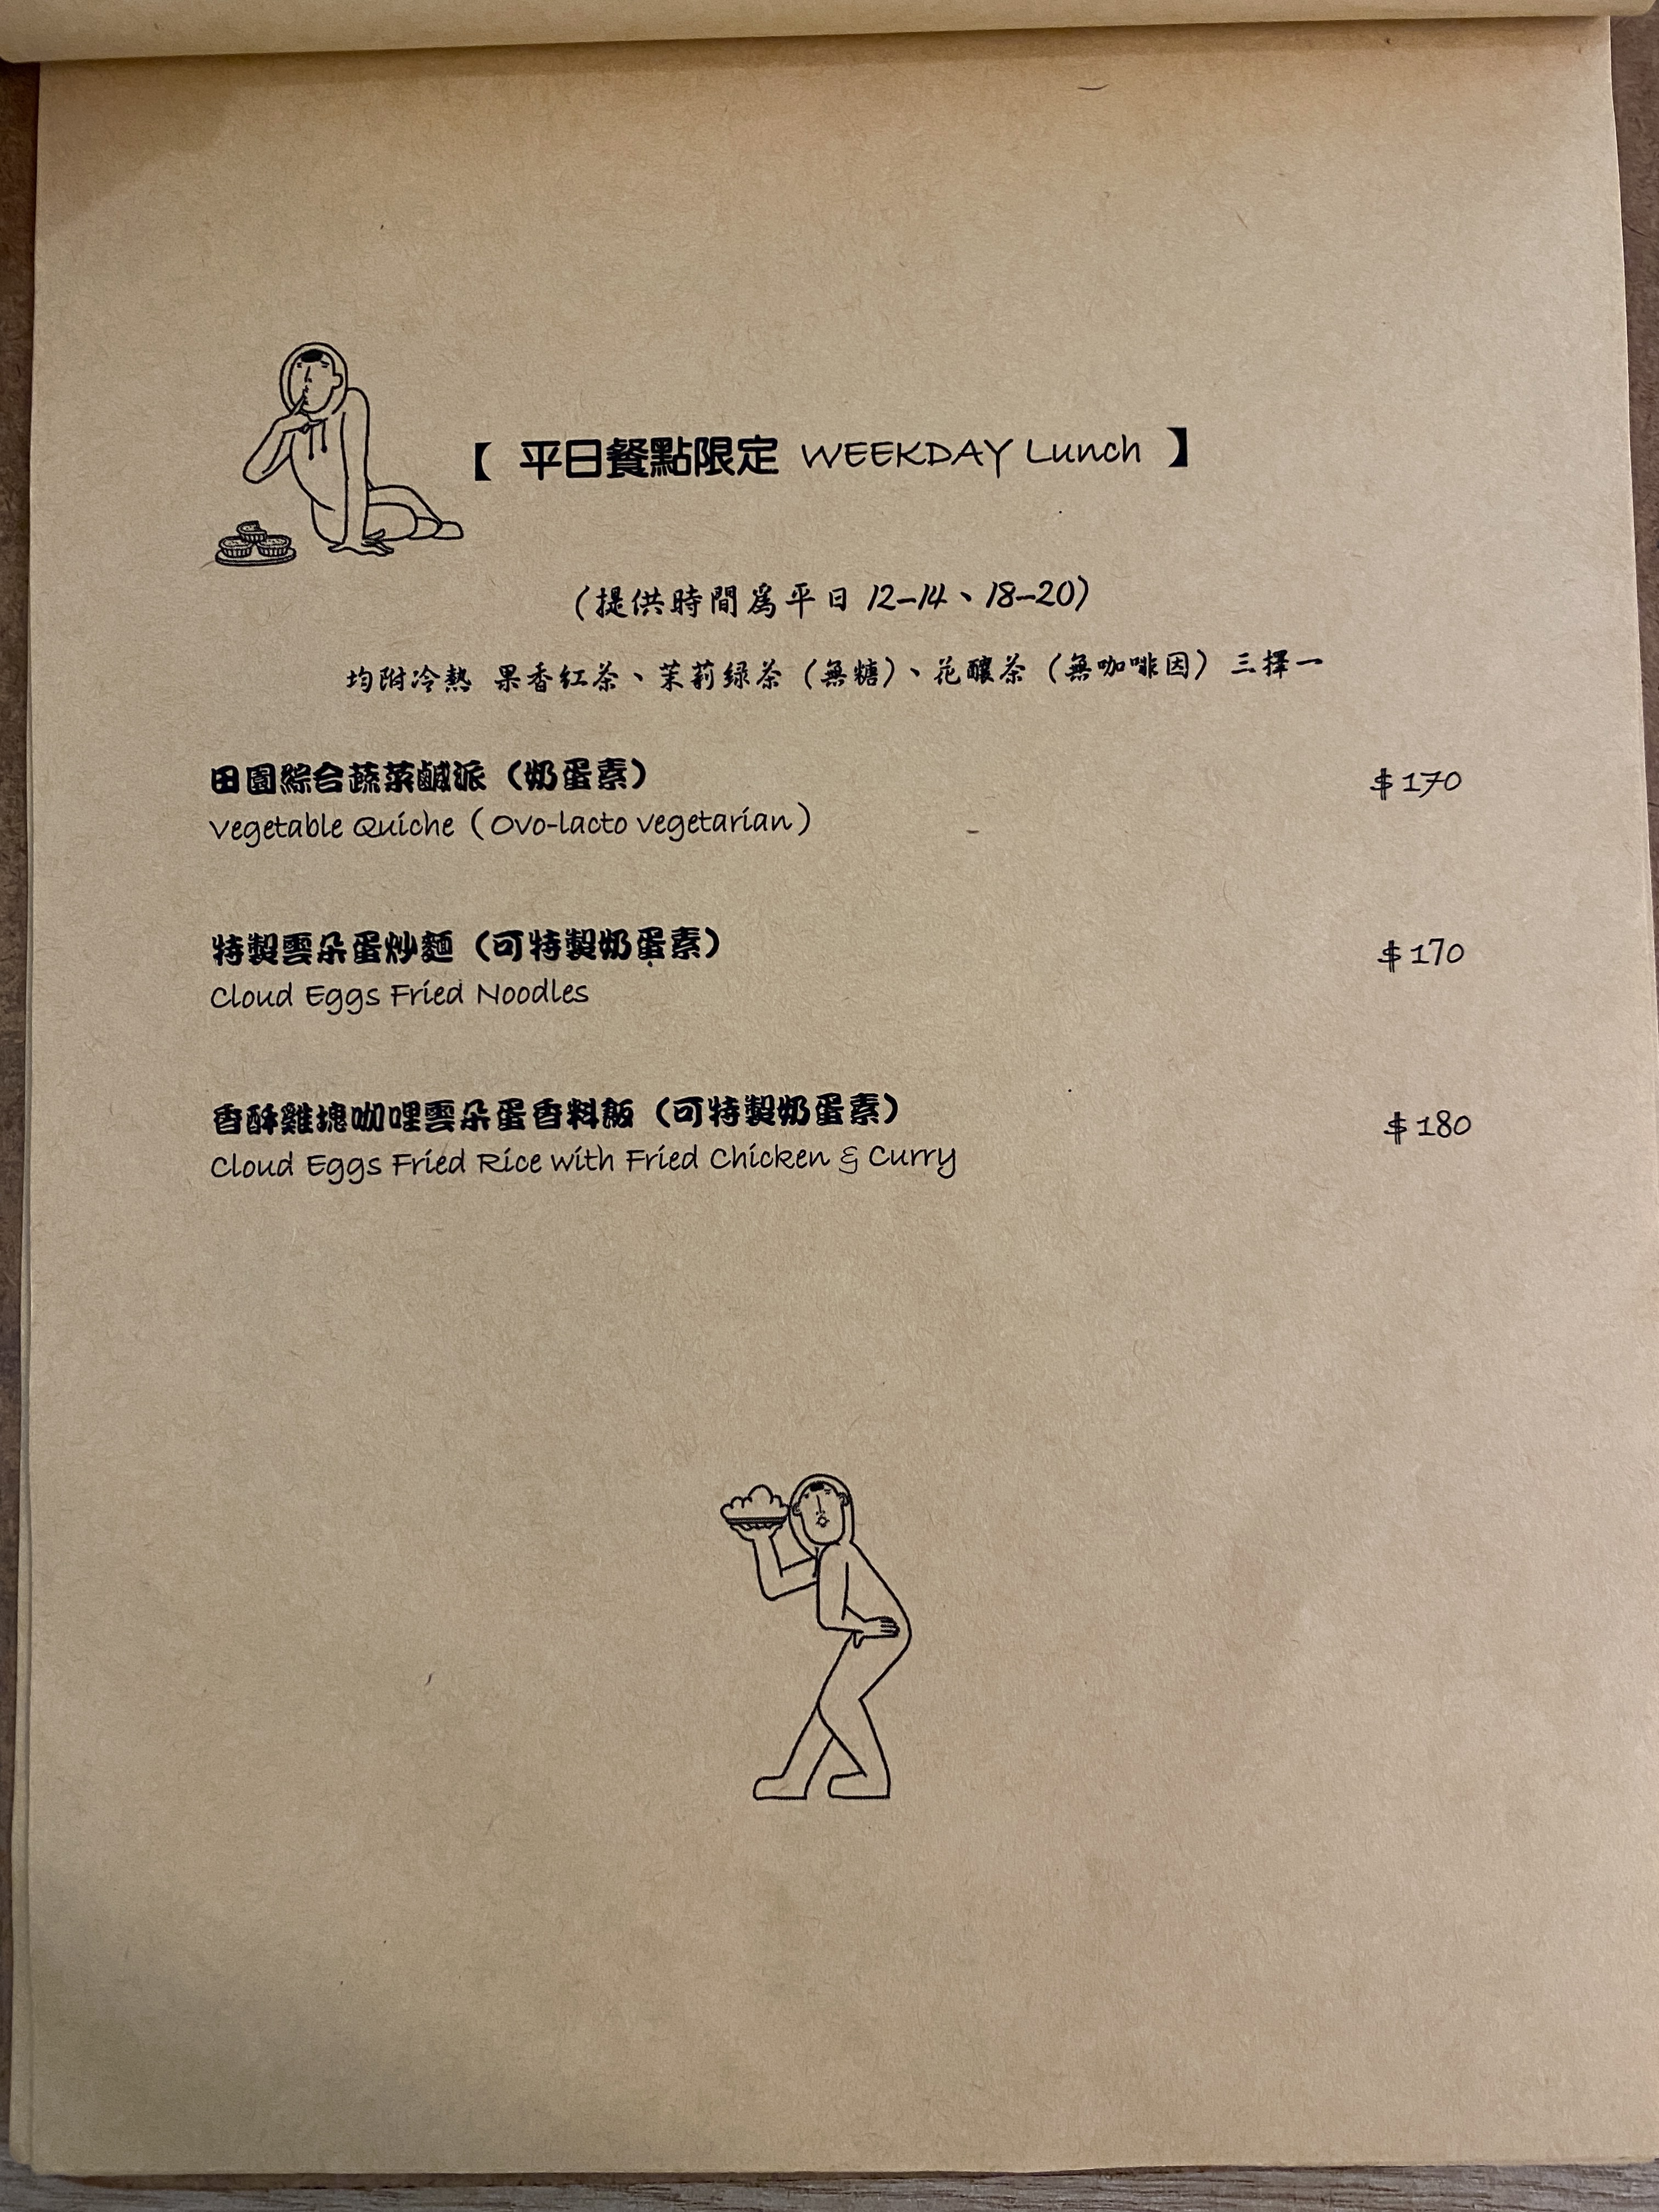 【 平日餐點限定 WEEKDAY Lunch 】
(提供時間為平日 12-14、18-20)
均附冷熱 果香紅茶、茉莉綠茶(無糖)、花釀茶(無咖啡因) 三擇一
田園綜合蔬菜鹹派(奶蛋素)
$170
Vegetable Quiche (Ovo-lacto vegetarian)
特製雲朵蛋炒麵(可特製奶蛋素)
$170
Cloud Eggs Fried Noodles
香酥雞塊咖哩雲朵蛋香料飯(可特製奶蛋素)
$180
Cloud Eggs Fried Rice with Fried Chicken & Curry